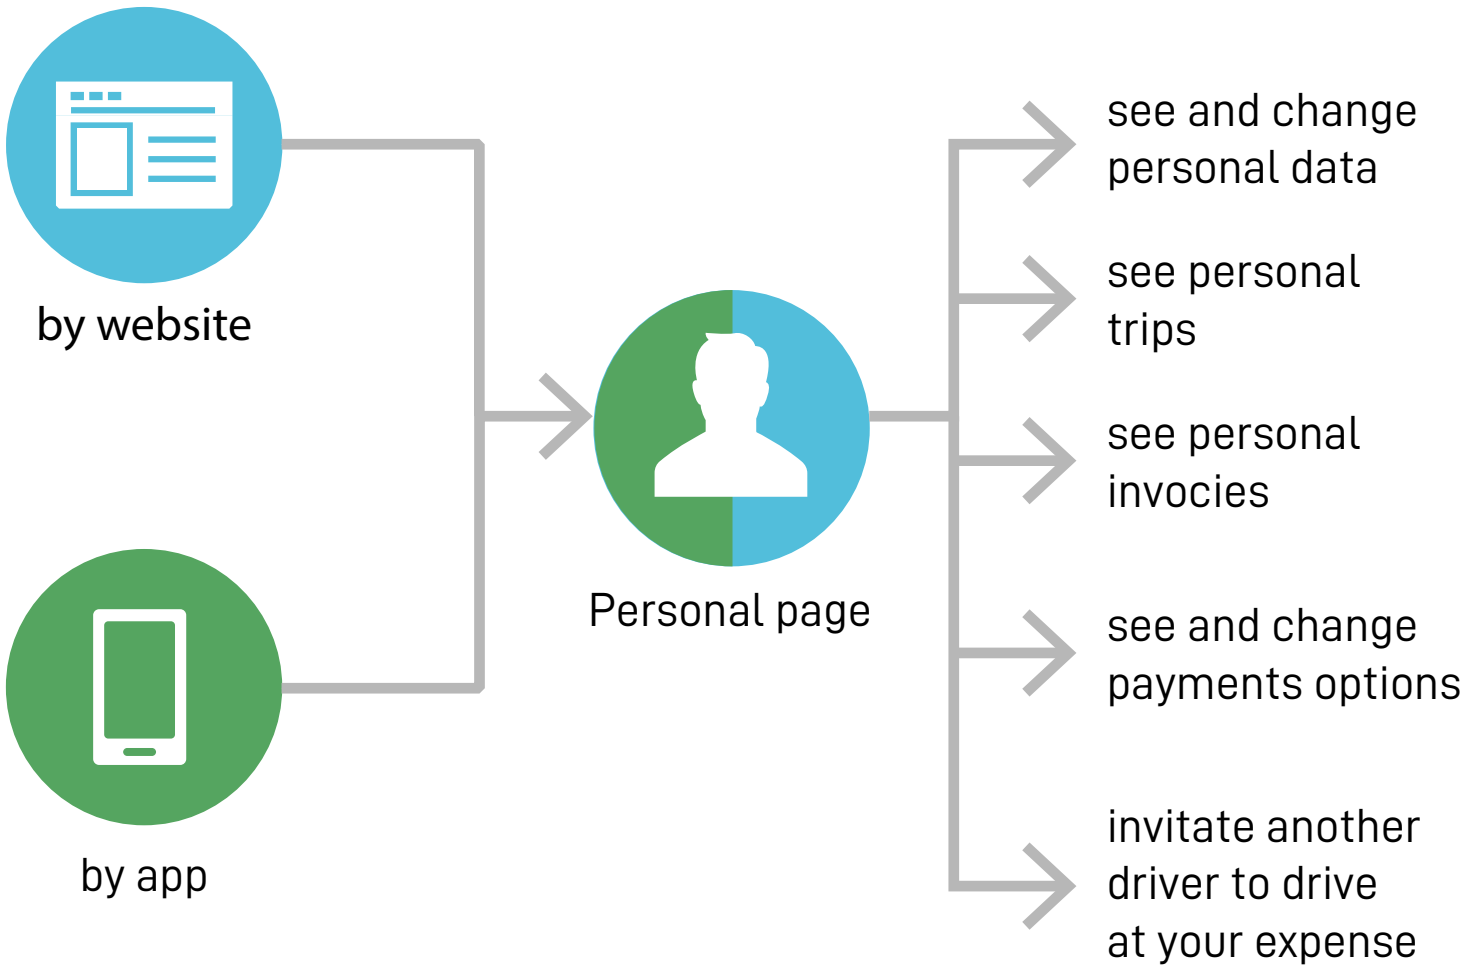 by website
by app
Personal page
see and change
personal data
see personal
trips
see personal
invocies
see and change
payments options
invitate another
driver to drive
at your expense